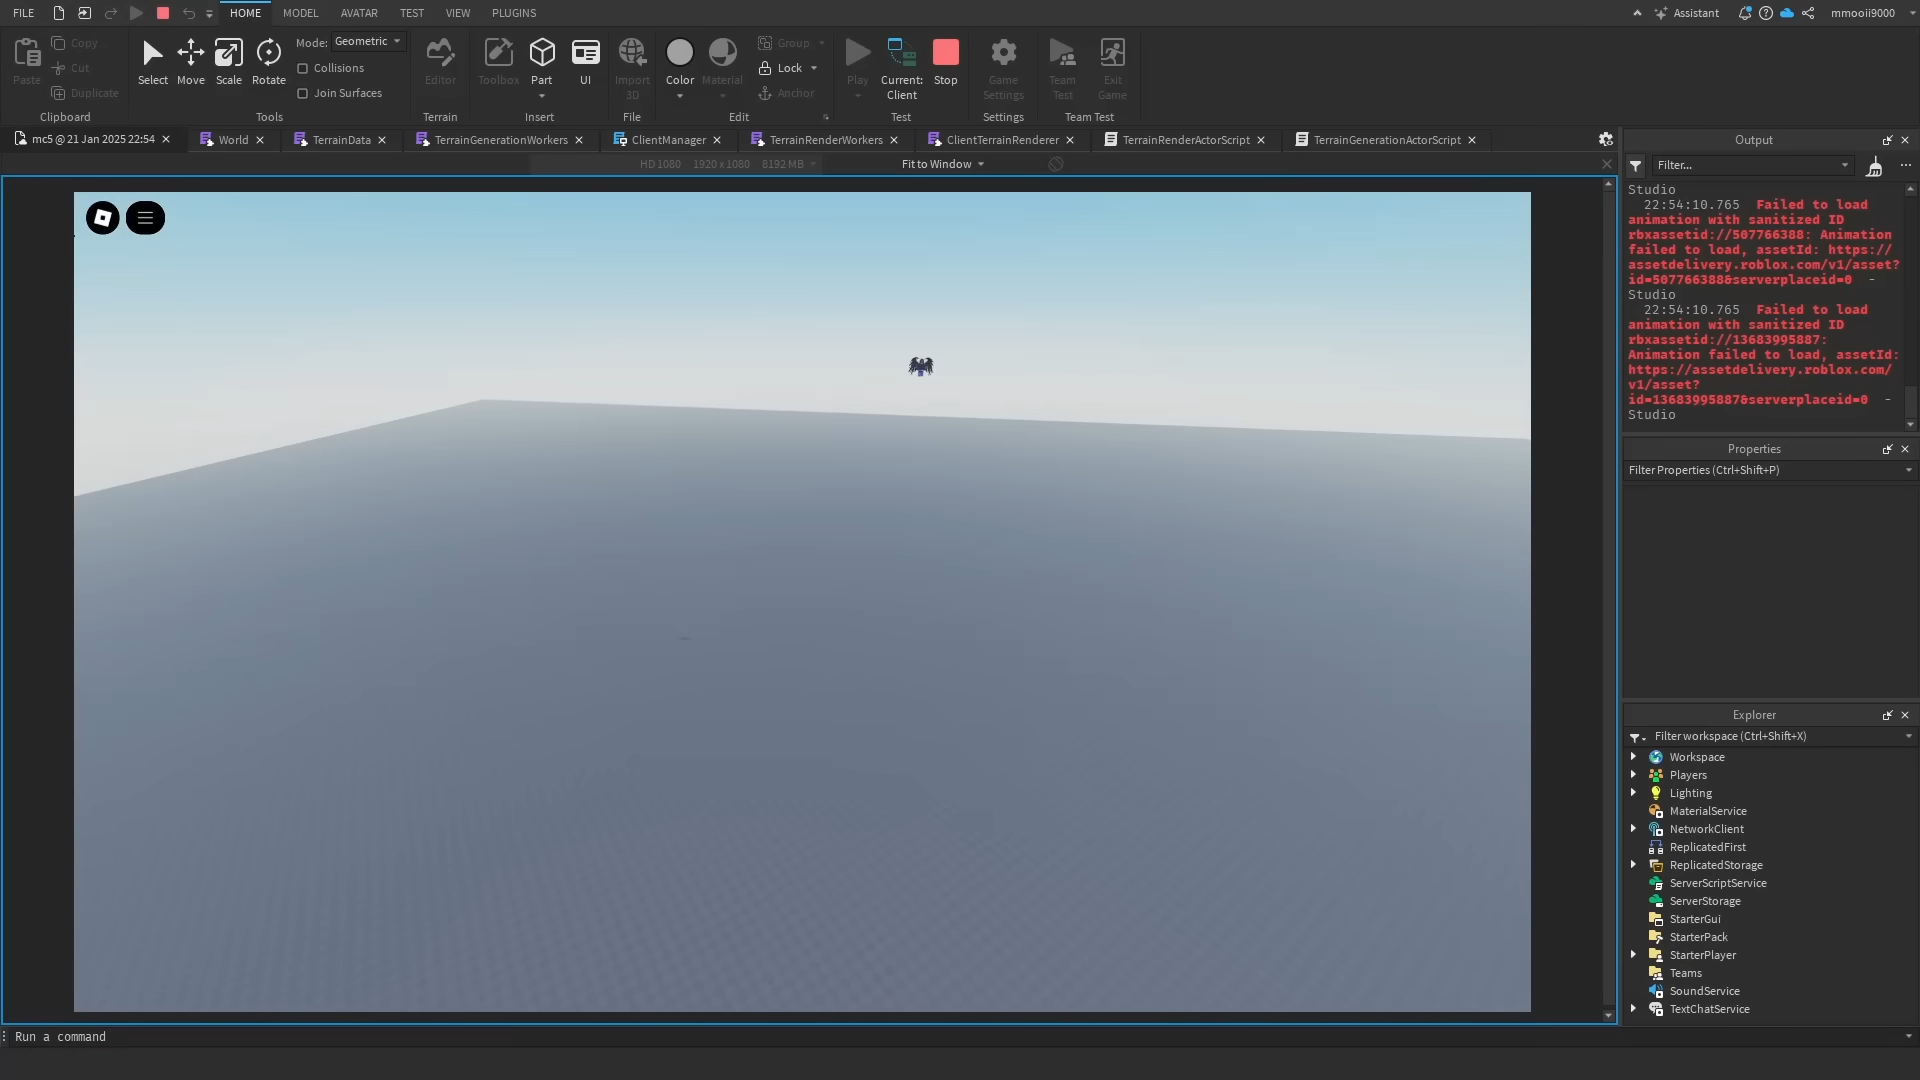 FILE HOME MODEL AVATAR TEST VIEW PLUGINS Assistant mmooii9000
Paste Copy Cut Duplicate Select Move Scale Rotate Mode: Geometric Collisions Join Surfaces Editor Toolbox Part UI Import 3D Color Material Group Lock Anchor Play Current: Client Stop Game Settings Team Test Exit Game
Clipboard Tools Terrain Insert File Edit Test Settings Team Test
mc5 @ 21 Jan 2025 22:54 World TerrainData TerrainGenerationWorkers ClientManager TerrainRenderWorkers ClientTerrainRenderer TerrainRenderActorScript TerrainGenerationActorScript
HD 1080 1920 x 1080 8192 MB Fit to Window
Output
Filter...
Studio
22:54:10.765 Failed to load
animation with sanitized ID
rbxassetid://507766388: Animation
failed to load, assetId: https://
assetdelivery.roblox.com/v1/asset?
id=507766388&serverplaceid=0 -
Studio
22:54:10.765 Failed to load
animation with sanitized ID
rbxassetid://13683995887:
Animation failed to load, assetId:
https://assetdelivery.roblox.com/
v1/asset?
id=13683995887&serverplaceid=0 -
Studio
Properties
Filter Properties (Ctrl+Shift+P)
Explorer
Filter workspace (Ctrl+Shift+X)
Workspace
Players
Lighting
MaterialService
NetworkClient
ReplicatedFirst
ReplicatedStorage
ServerScriptService
ServerStorage
StarterGui
StarterPack
StarterPlayer
Teams
SoundService
TextChatService
Run a command